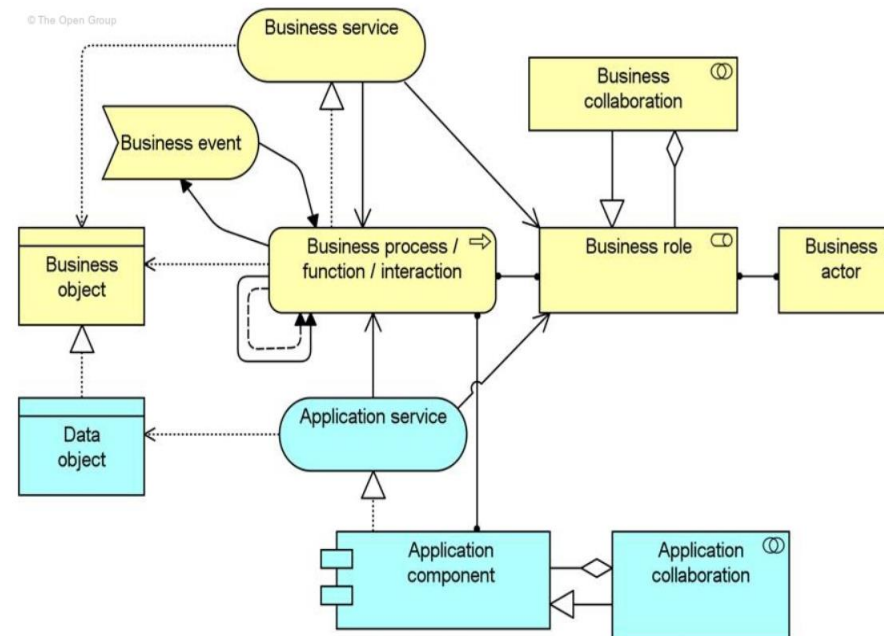 © The Open Group
Business service
Business
collaboration
Business event
Business
object
Business process /
function / interaction
Business role
Business
actor
Data
object
Application service
Application
component
Application
collaboration